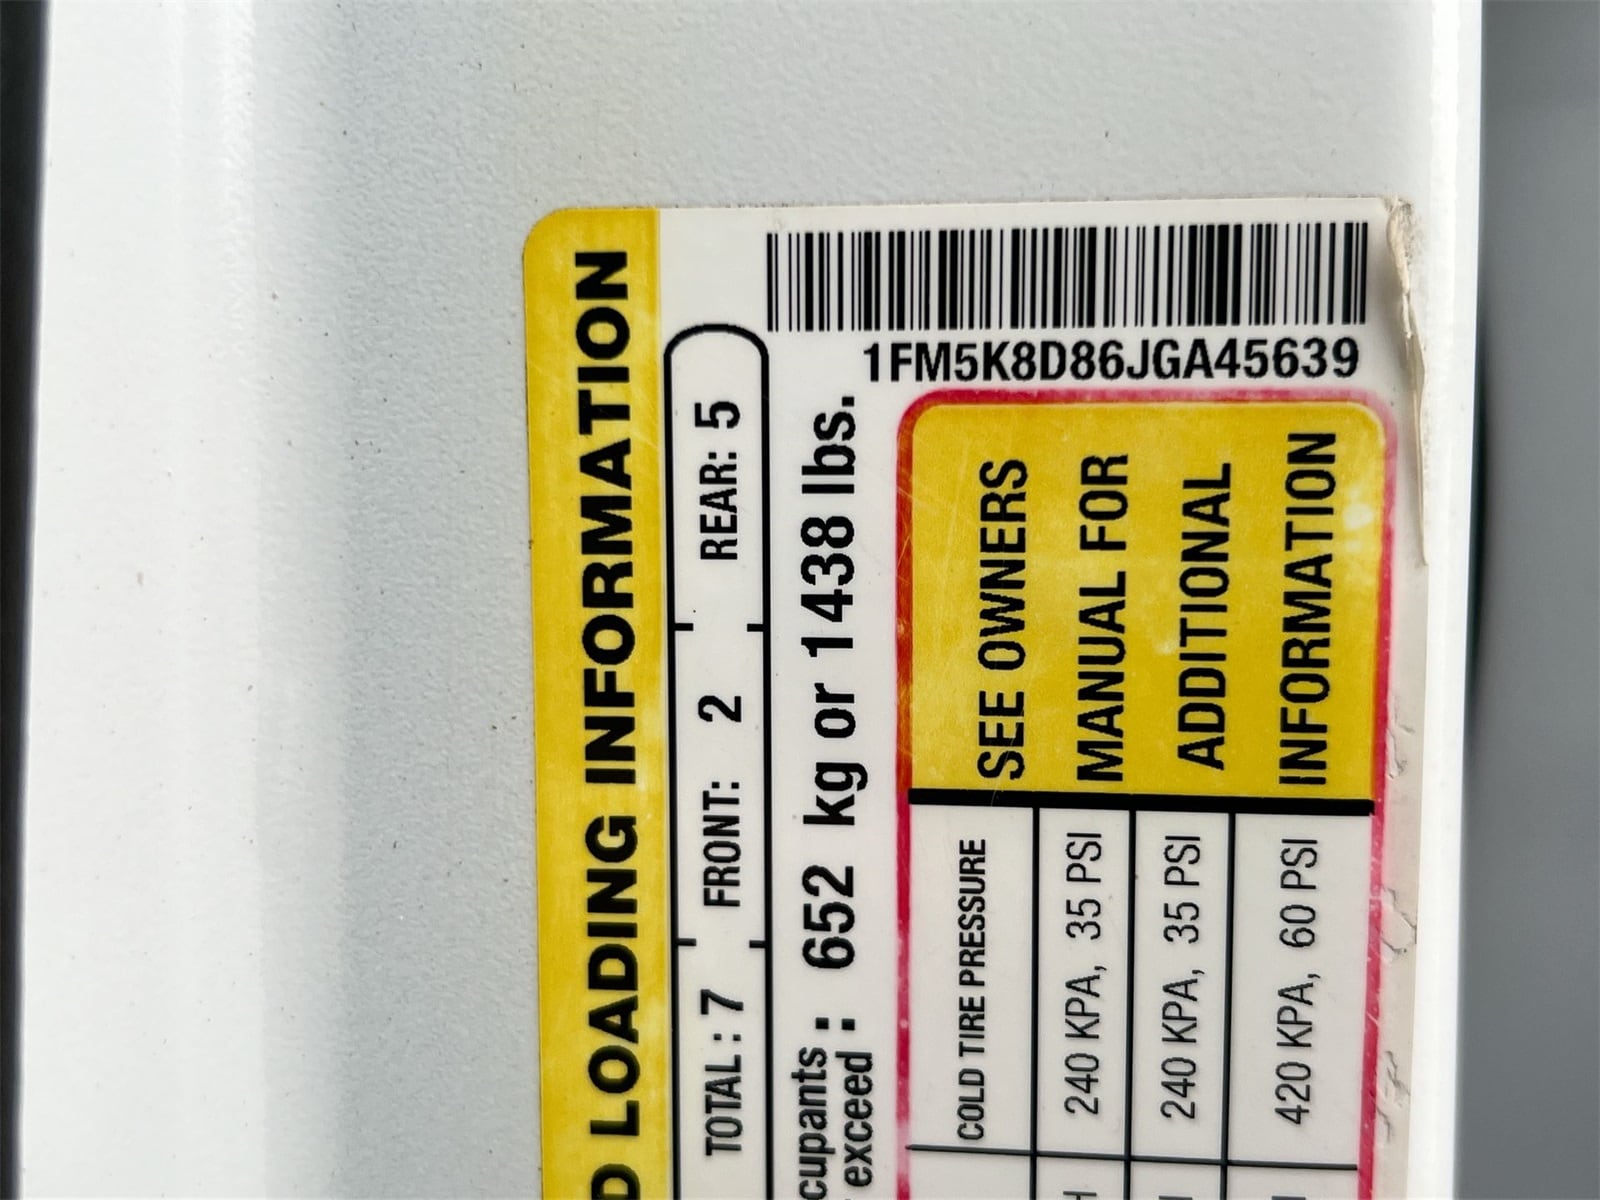 D LOADING INFORMATION
TOTAL: 7 FRONT: 2 REAR: 5
cupants
exceed : 652 kg or 1438 lbs.
1FM5K8D86JGA45639
COLD TIRE PRESSURE
240 KPA, 35 PSI
240 KPA, 35 PSI
420 KPA, 60 PSI
SEE OWNERS
MANUAL FOR
ADDITIONAL
INFORMATION